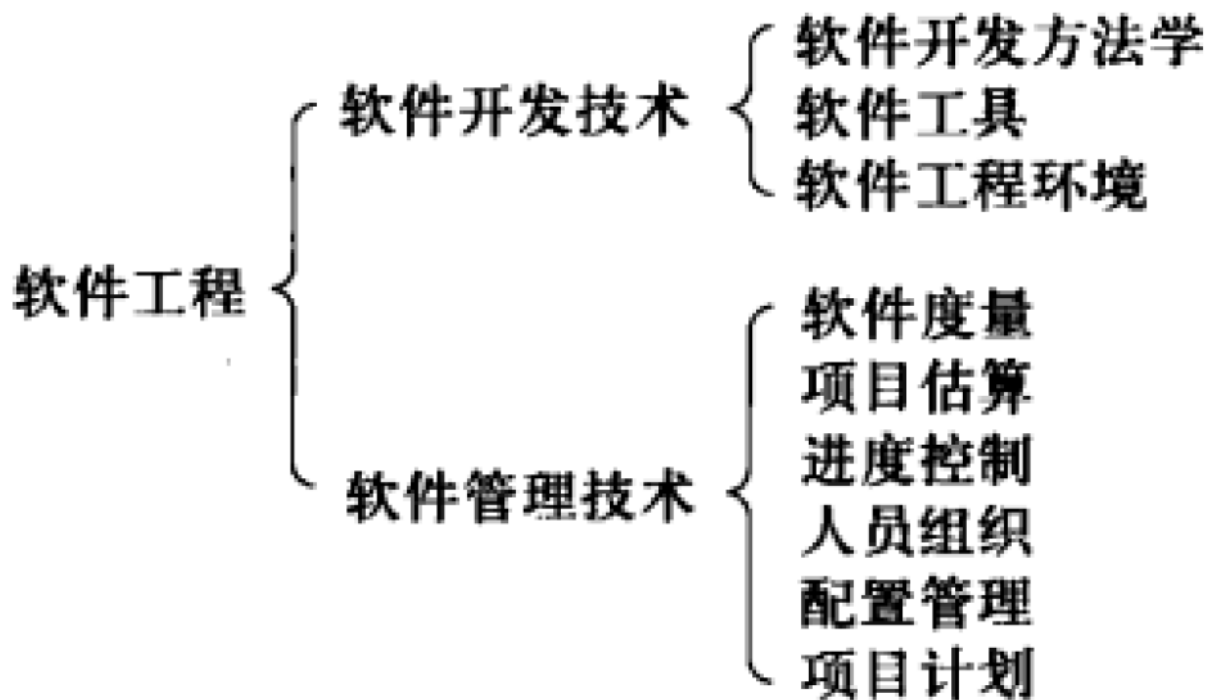 软件工程
软件开发技术
软件开发方法学
软件工具
软件工程环境
软件管理技术
软件度量
项目估算
进度控制
人员组织
配置管理
项目计划